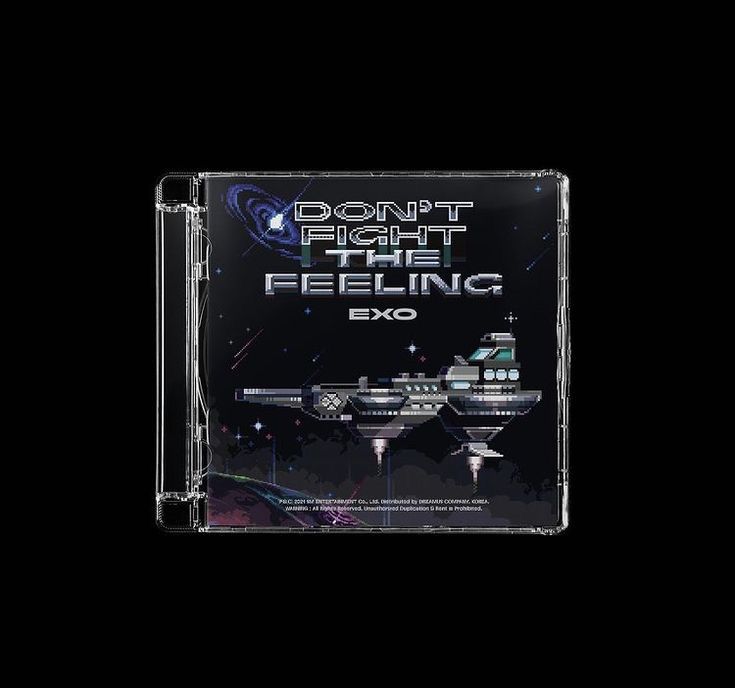 DON'T
FIGHT
THE
FEELING
EXO
P&C 2021 SM ENTERTAINMENT Co., Ltd. Distributed by DREAMUS COMPANY. KOREA.
WARNING : All Rights Reserved. Unauthorized Duplication & Rent is Prohibited.